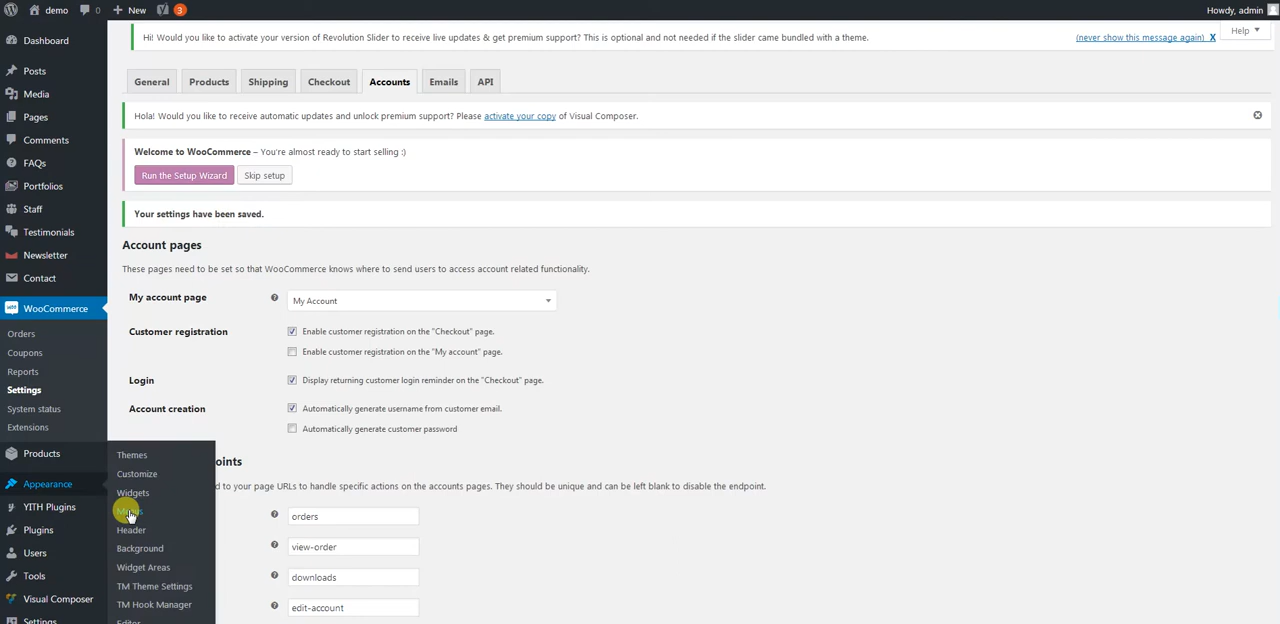 demo 0 + New 3 Howdy, admin
Hi! Would you like to activate your version of Revolution Slider to receive live updates & get premium support? This is optional and not needed if the slider came bundled with a theme. (never show this message again) X Help
Dashboard
Posts
Media
Pages
Comments
FAQs
Portfolios
Staff
Testimonials
Newsletter
Contact
WooCommerce
Orders
Coupons
Reports
Settings
System status
Extensions
Products
Appearance
YITH Plugins
Plugins
Users
Tools
Visual Composer
Settings
Themes
Customize
Widgets
Header
Background
Widget Areas
TM Theme Settings
TM Hook Manager
Editor
General Products Shipping Checkout Accounts Emails API
Hola! Would you like to receive automatic updates and unlock premium support? Please activate your copy of Visual Composer.
Welcome to WooCommerce – You're almost ready to start selling :)
Run the Setup Wizard Skip setup
Your settings have been saved.
Account pages
These pages need to be set so that WooCommerce knows where to send users to access account related functionality.
My account page My Account
Customer registration Enable customer registration on the "Checkout" page.
Enable customer registration on the "My account" page.
Login Display returning customer login reminder on the "Checkout" page.
Account creation Automatically generate username from customer email.
Automatically generate customer password
to your page URLs to handle specific actions on the accounts pages. They should be unique and can be left blank to disable the endpoint.
orders
view-order
downloads
edit-account